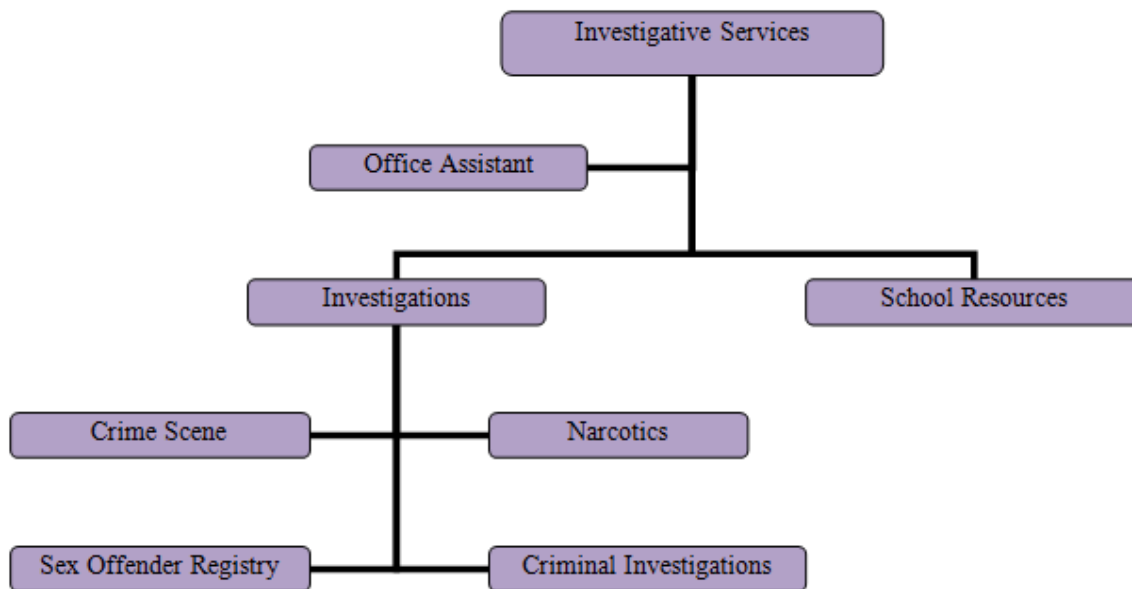 Investigative Services
Office Assistant
Investigations
School Resources
Crime Scene
Narcotics
Sex Offender Registry
Criminal Investigations